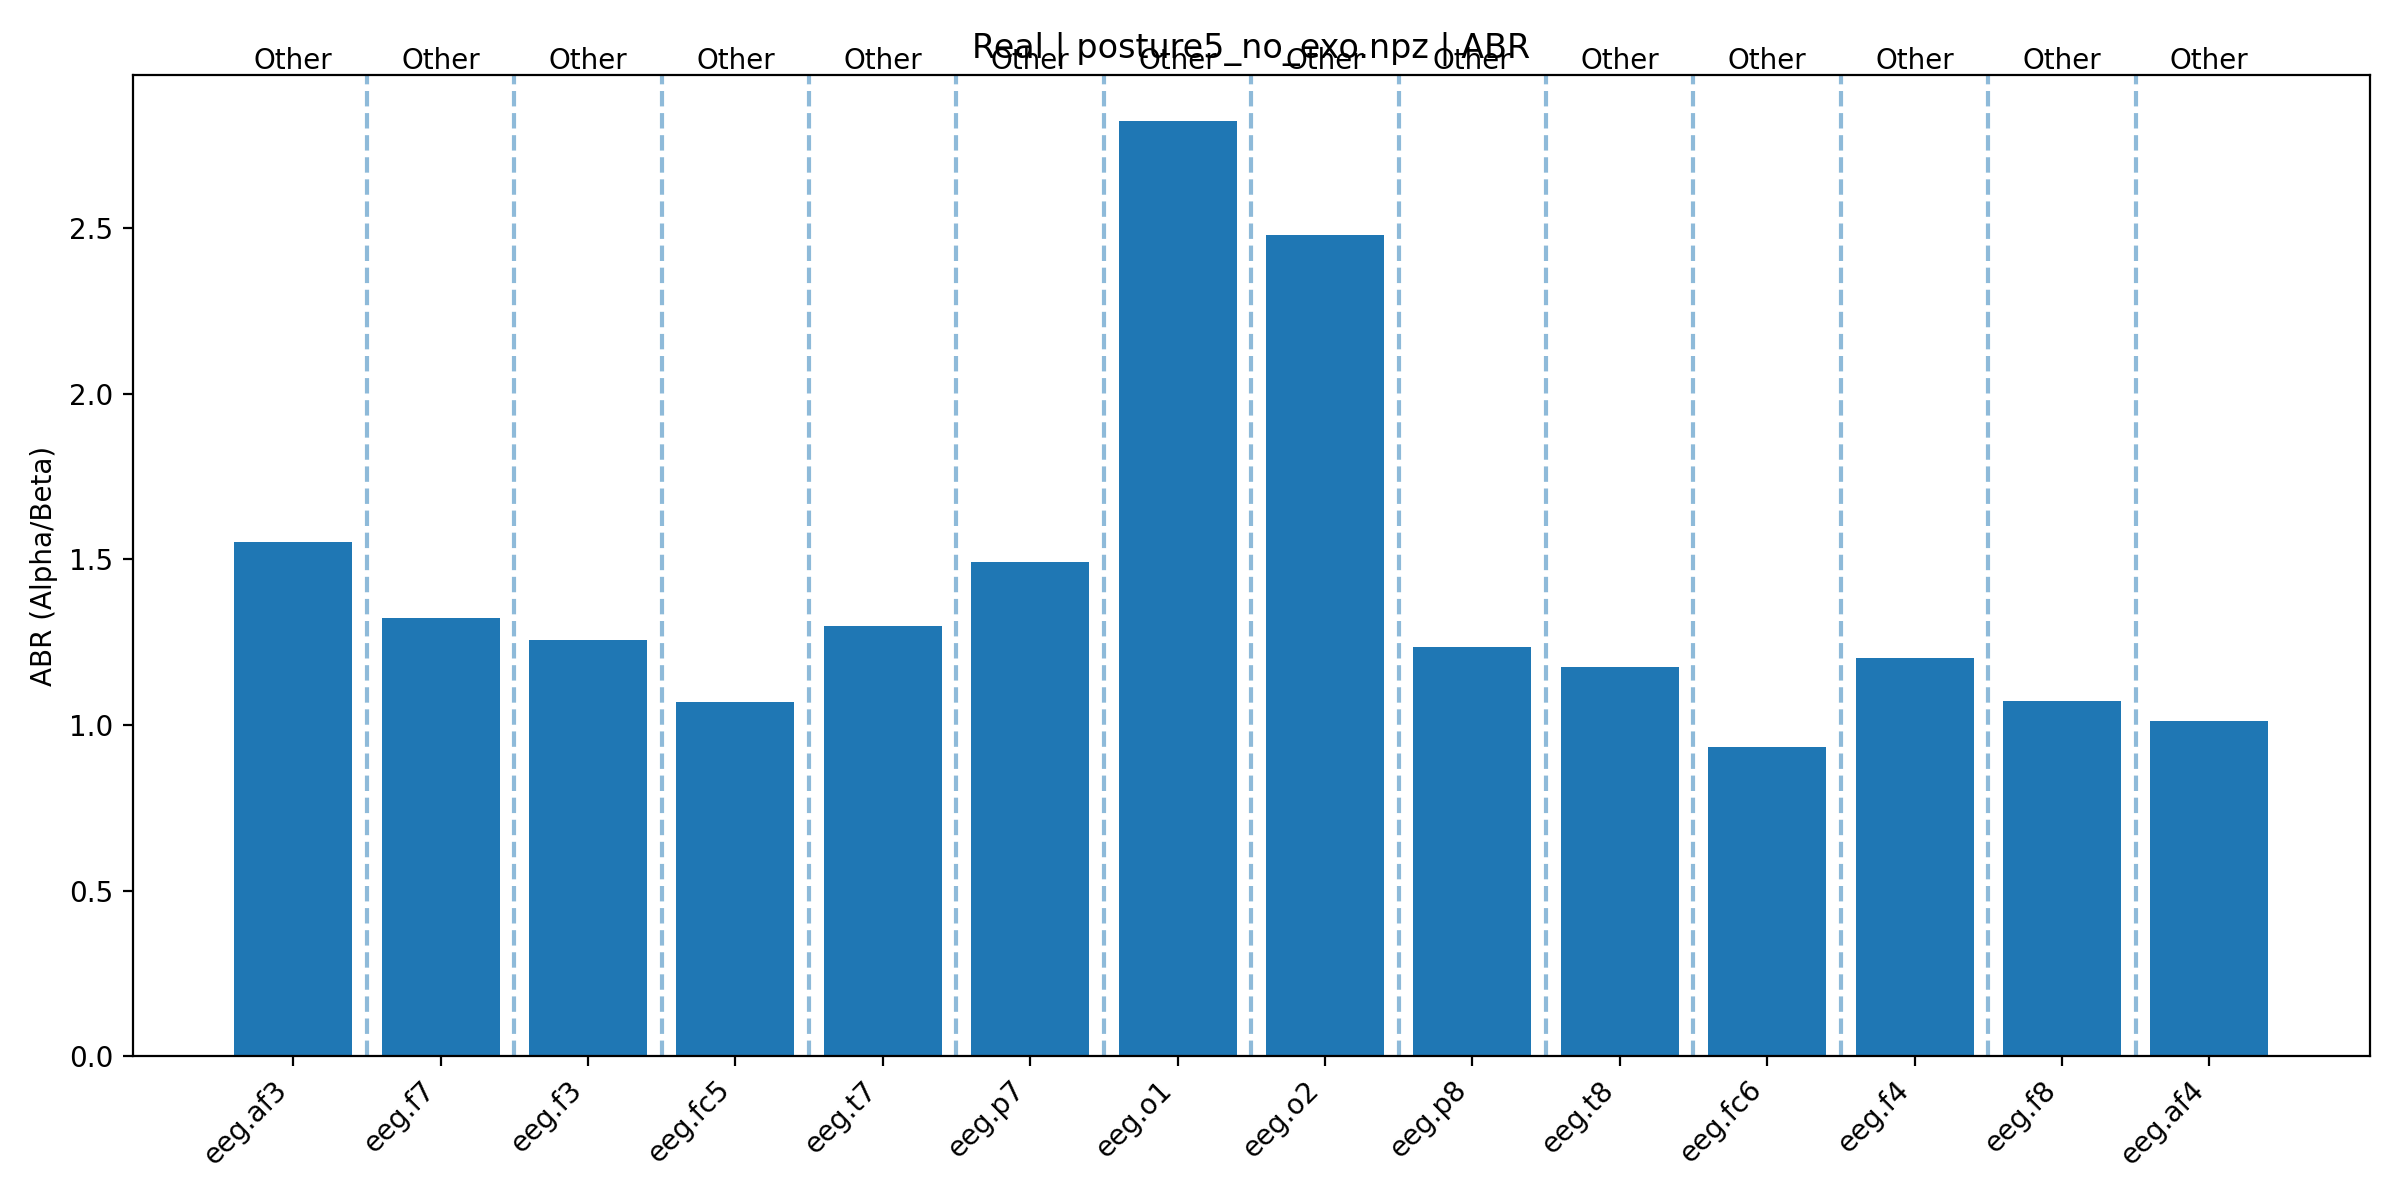 Real | posture5_no_exo.npz | ABR
Other Other Other Other Other Other Other Other Other Other Other Other Other Other
ABR (Alpha/Beta)
2.5
2.0
1.5
1.0
0.5
0.0
eeg.af3 eeg.f7 eeg.f3 eeg.fc5 eeg.t7 eeg.p7 eeg.o1 eeg.o2 eeg.p8 eeg.t8 eeg.fc6 eeg.f4 eeg.f8 eeg.af4